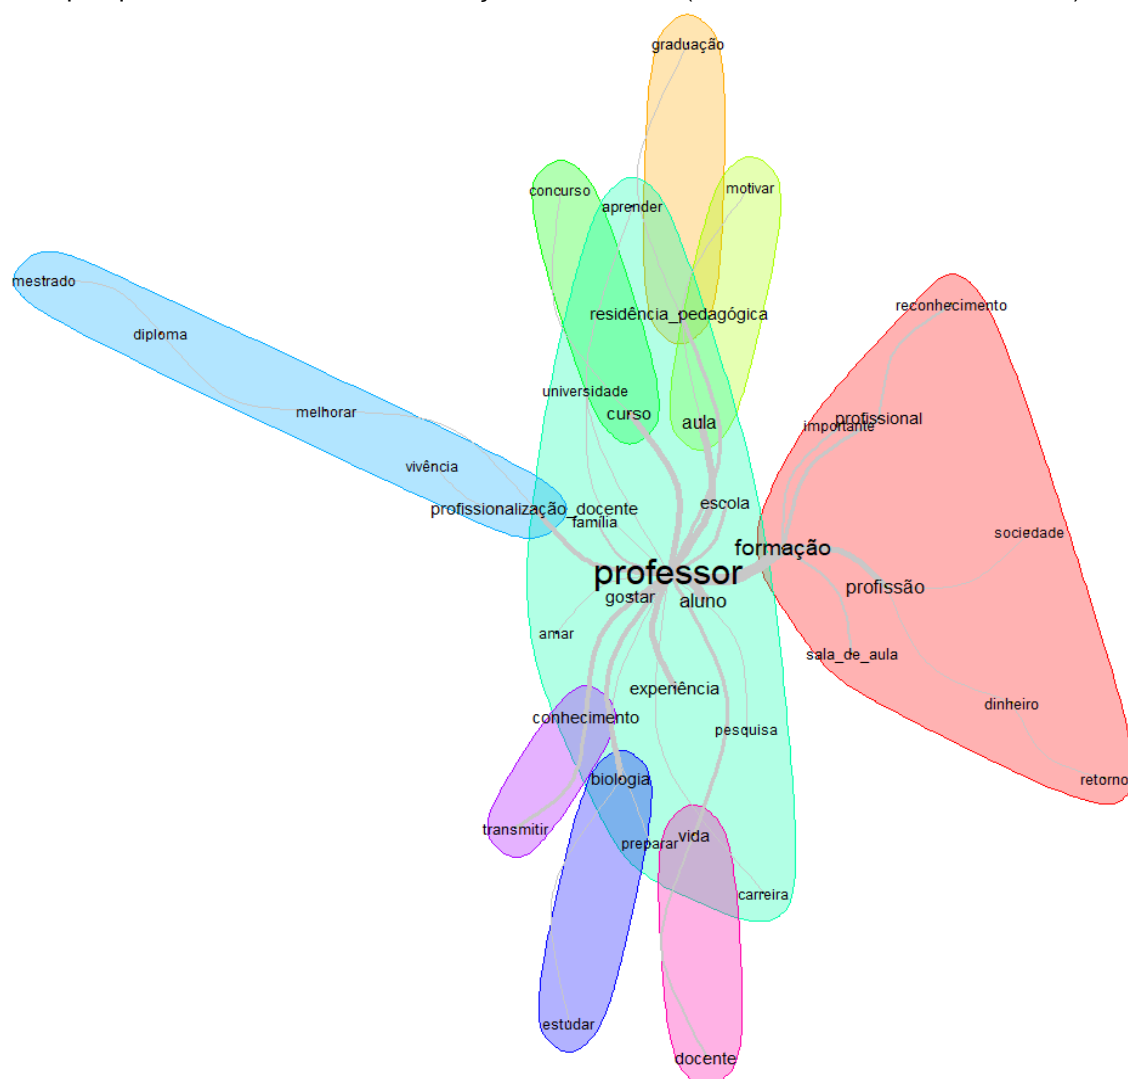 graduação
concurso
aprender
motivar
mestrado
reconhecimento
residência_pedagógica
diploma
universidade
melhorar
curso
aula
importante
profissional
vivência
escola
profissionalização_docente
família
sociedade
formação
professor
profissão
gostar
aluno
amar
sala_de_aula
experiência
dinheiro
conhecimento
pesquisa
biologia
retorno
transmitir
preparar
vida
carreira
estudar
docente